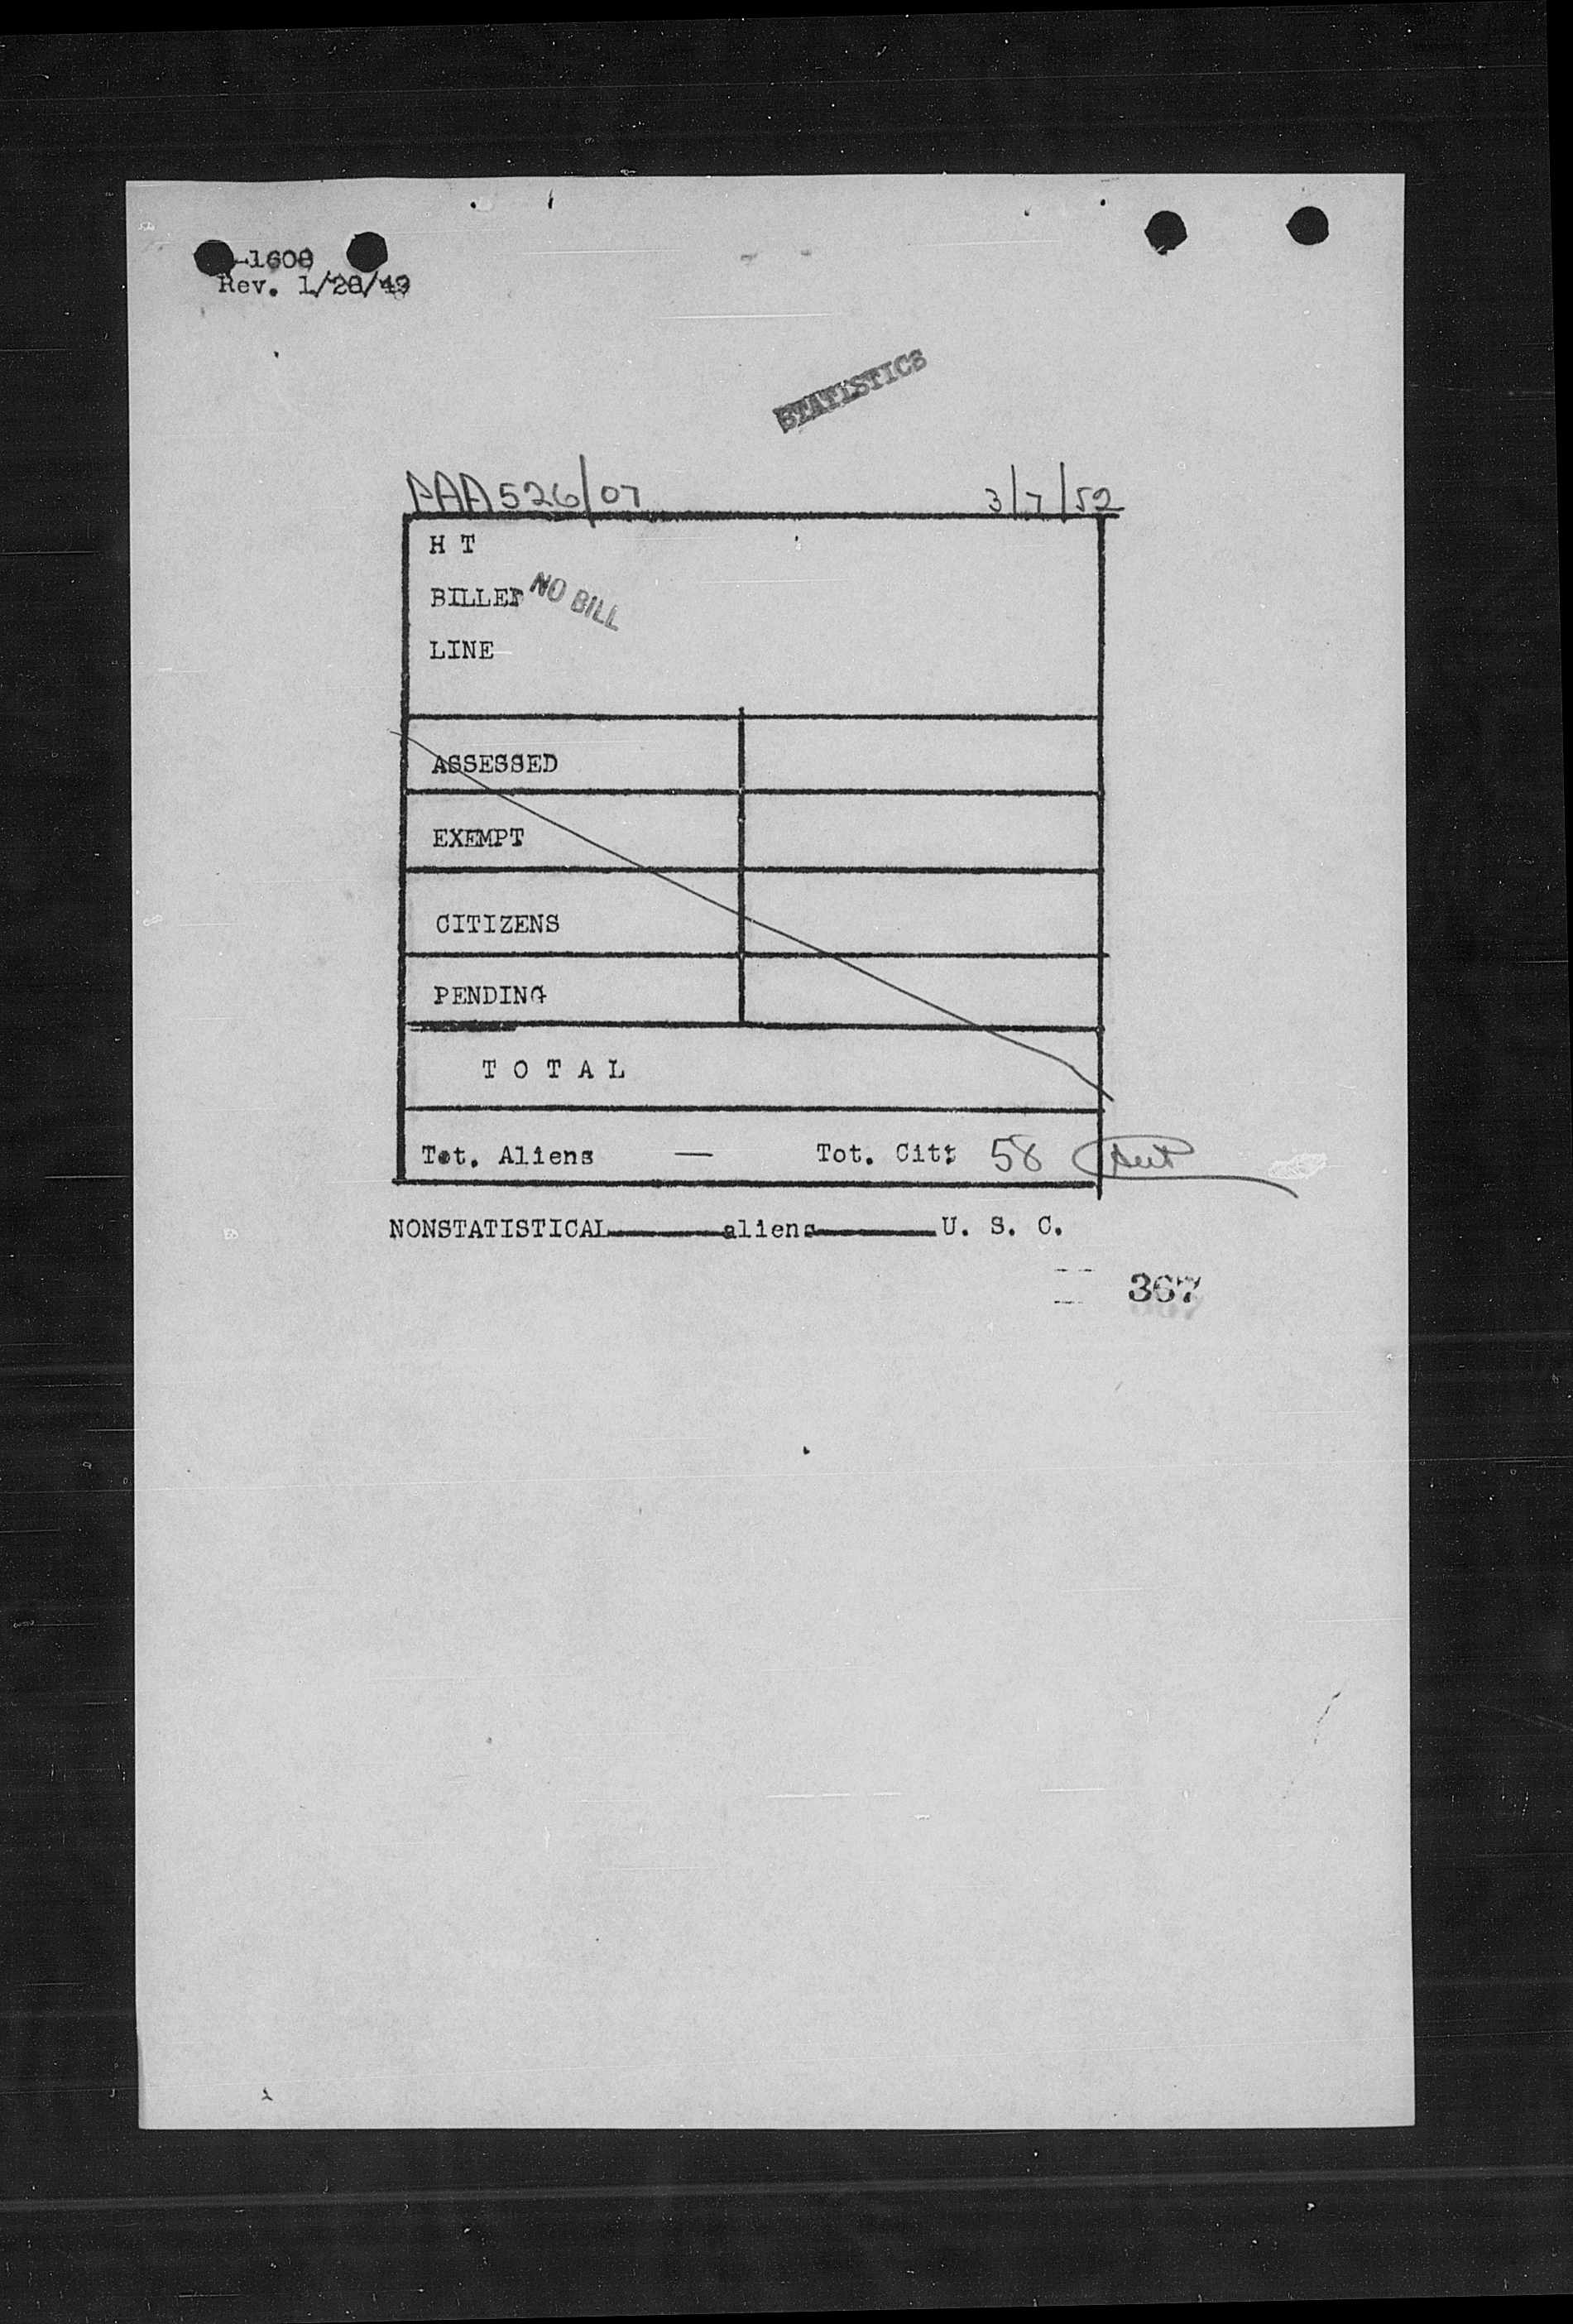 -1608
Rev. 1/28/49
STATISTICS
PAA 526/07 3/7/52
H T
BILLED NO BILL
LINE
ASSESSED
EXEMPT
CITIZENS
PENDING
T O T A L
Tot. Aliens — Tot. Cit: 58
NONSTATISTICAL aliens U. S. C.
367